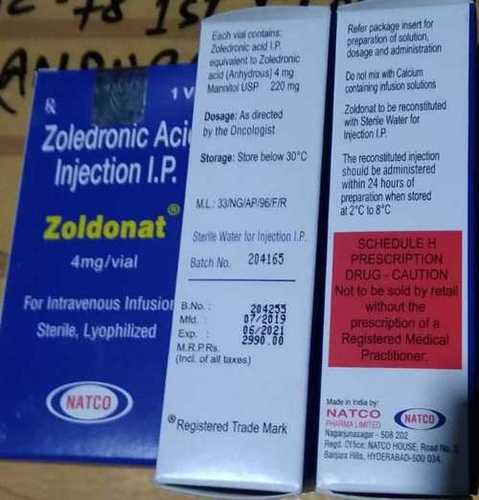 78 1ST
℞
1 V
Zoledronic Aci
Injection I.P.
Zoldonat®
4mg/vial
For Intravenous Infusio
Sterile, Lyophilized
NATCO
Each vial contains:
Zoledronic acid I.P.
equivalent to Zoledronic
acid (Anhydrous) 4 mg
Mannitol USP 220 mg
Dosage: As directed
by the Oncologist
Storage: Store below 30°C
M.L.: 33/NG/AP/96/F/R
Sterile Water for Injection I.P.
Batch No. 204165
B.No. : 204255
Mfd. : 07/2019
Exp. : 06/2021
M.R.P.Rs. 2990.00
(Incl. of all taxes)
®Registered Trade Mark
Refer package insert for
preparation of solution,
dosage and administration
Do not mix with Calcium
containing infusion solutions
Zoldonat to be reconstituted
with Sterile Water for
Injection I.P.
The reconstituted injection
should be administered
within 24 hours of
preparation when stored
at 2°C to 8°C
SCHEDULE H
PRESCRIPTION
DRUG - CAUTION
Not to be sold by retail
without the
prescription of a
Registered Medical
Practitioner.
Made in India by:
NATCO
PHARMA LIMITED
NATCO
Nagarjunasagar - 508 202
Regd. Office: NATCO HOUSE, Road No. 2,
Banjara Hills, HYDERABAD-500 034.